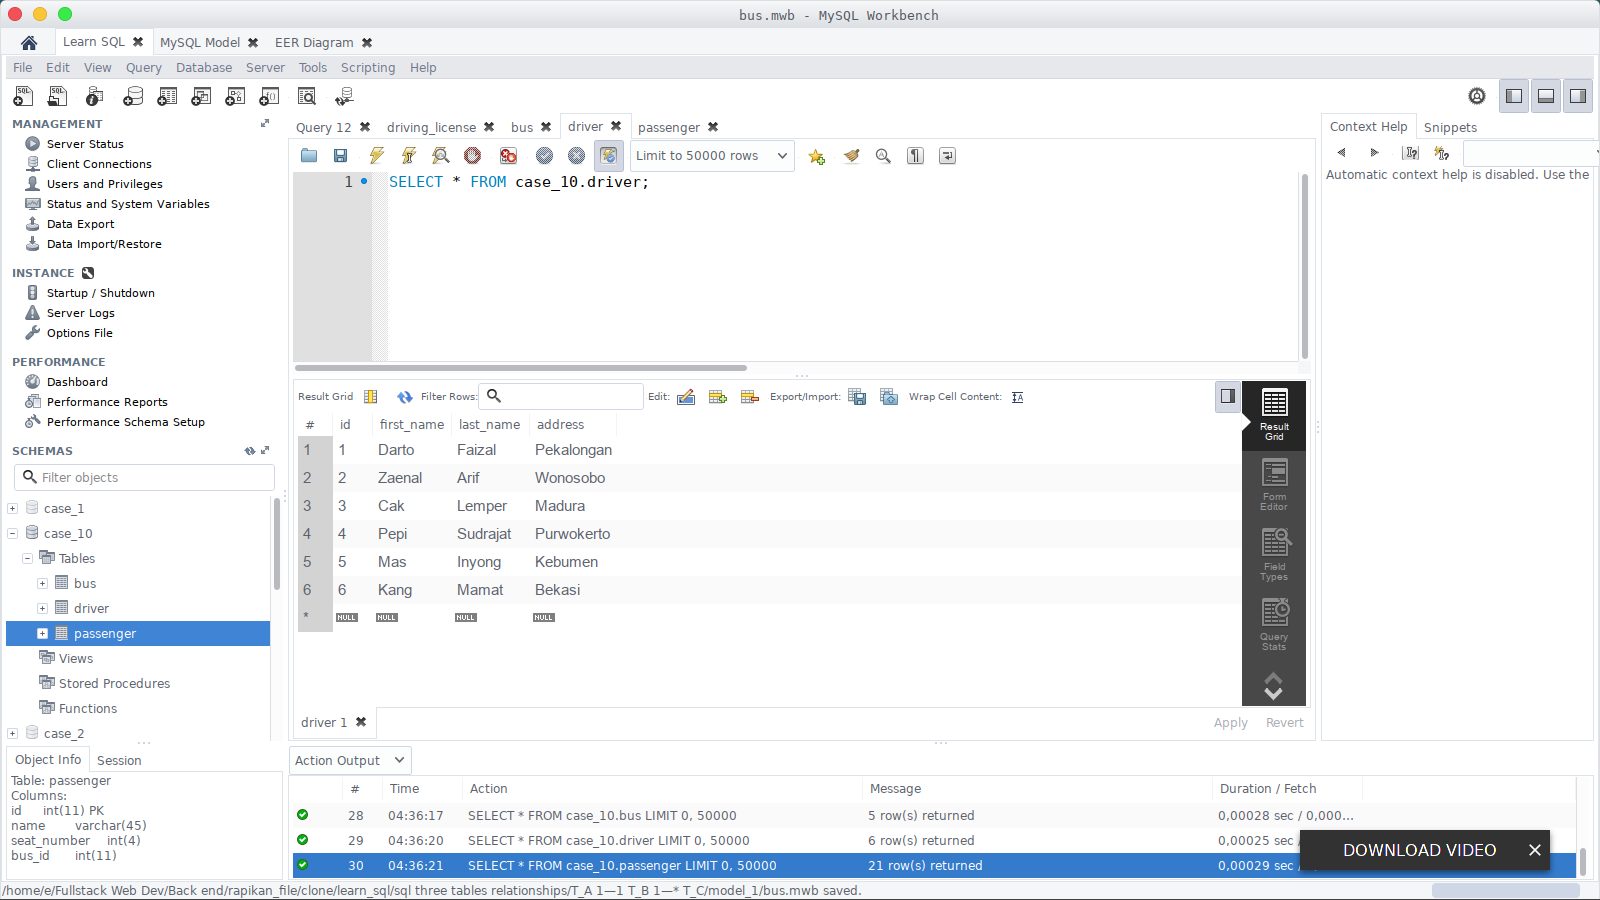 bus.mwb - MySQL Workbench
Learn SQL MySQL Model EER Diagram
File Edit View Query Database Server Tools Scripting Help
MANAGEMENT
Server Status
Client Connections
Users and Privileges
Status and System Variables
Data Export
Data Import/Restore
INSTANCE
Startup / Shutdown
Server Logs
Options File
PERFORMANCE
Dashboard
Performance Reports
Performance Schema Setup
SCHEMAS
Filter objects
case_1
case_10
Tables
bus
driver
passenger
Views
Stored Procedures
Functions
case_2
Object Info Session
Table: passenger
Columns:
id int(11) PK
name varchar(45)
seat_number int(4)
bus_id int(11)
Query 12 driving_license bus driver passenger
Limit to 50000 rows
1 SELECT * FROM case_10.driver;
Result Grid Filter Rows: Edit: Export/Import: Wrap Cell Content:
# id first_name last_name address
1 1 Darto Faizal Pekalongan
2 2 Zaenal Arif Wonosobo
3 3 Cak Lemper Madura
4 4 Pepi Sudrajat Purwokerto
5 5 Mas Inyong Kebumen
6 6 Kang Mamat Bekasi
* NULL NULL NULL NULL
Result
Grid
Form
Editor
Field
Types
Query
Stats
driver 1 Apply Revert
Context Help Snippets
Automatic context help is disabled. Use the
Action Output
# Time Action Message Duration / Fetch
28 04:36:17 SELECT * FROM case_10.bus LIMIT 0, 50000 5 row(s) returned 0,00028 sec / 0,000...
29 04:36:20 SELECT * FROM case_10.driver LIMIT 0, 50000 6 row(s) returned 0,00025 sec
30 04:36:21 SELECT * FROM case_10.passenger LIMIT 0, 50000 21 row(s) returned 0,00029 sec
DOWNLOAD VIDEO
/home/e/Fullstack Web Dev/Back end/rapikan_file/clone/learn_sql/sql three tables relationships/T_A 1—1 T_B 1—* T_C/model_1/bus.mwb saved.